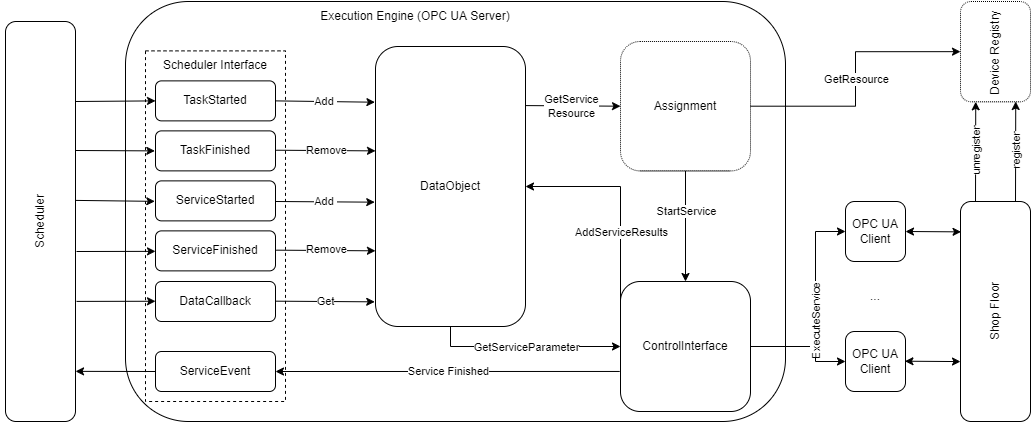 Execution Engine (OPC UA Server)
Scheduler
Scheduler Interface
TaskStarted
TaskFinished
ServiceStarted
ServiceFinished
DataCallback
ServiceEvent
Add
Remove
Add
Remove
Get
Service Finished
DataObject
GetService
Resource
GetServiceParameter
AddServiceResults
Assignment
StartService
ControlInterface
GetResource
ExecuteService
OPC UA
Client
...
OPC UA
Client
Device Registry
unregister
register
Shop Floor